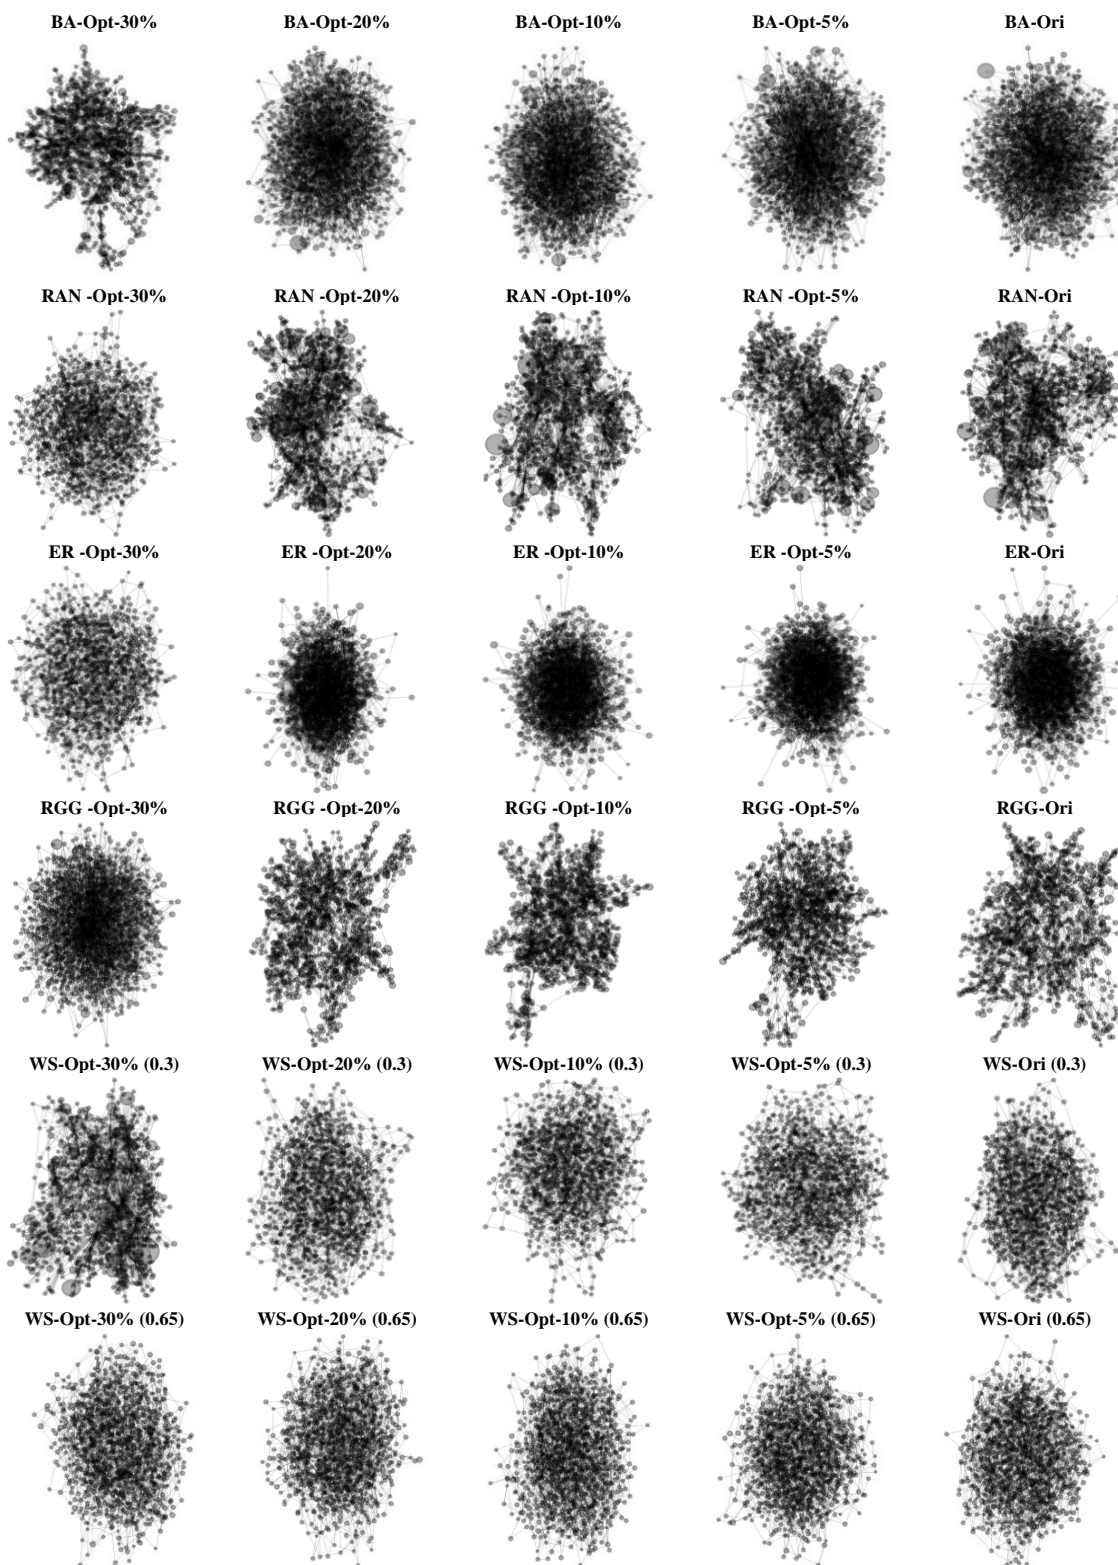 BA-Opt-30% BA-Opt-20% BA-Opt-10% BA-Opt-5% BA-Ori
RAN -Opt-30% RAN -Opt-20% RAN -Opt-10% RAN -Opt-5% RAN-Ori
ER -Opt-30% ER -Opt-20% ER -Opt-10% ER -Opt-5% ER-Ori
RGG -Opt-30% RGG -Opt-20% RGG -Opt-10% RGG -Opt-5% RGG-Ori
WS-Opt-30% (0.3) WS-Opt-20% (0.3) WS-Opt-10% (0.3) WS-Opt-5% (0.3) WS-Ori (0.3)
WS-Opt-30% (0.65) WS-Opt-20% (0.65) WS-Opt-10% (0.65) WS-Opt-5% (0.65) WS-Ori (0.65)